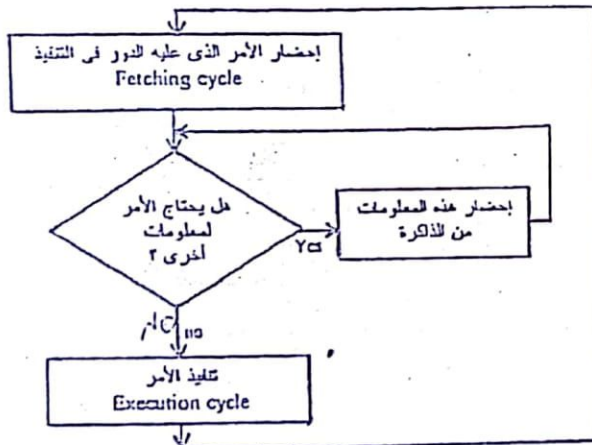 إحضار الأمر الذى عليه الدور فى التنفيذ
Fetching cycle
هل يحتاج الأمر
لمعلومات
أخرى ؟
Yes
إحضار هذه المعلومات
من الذاكرة
no
تنفيذ الأمر
Execution cycle